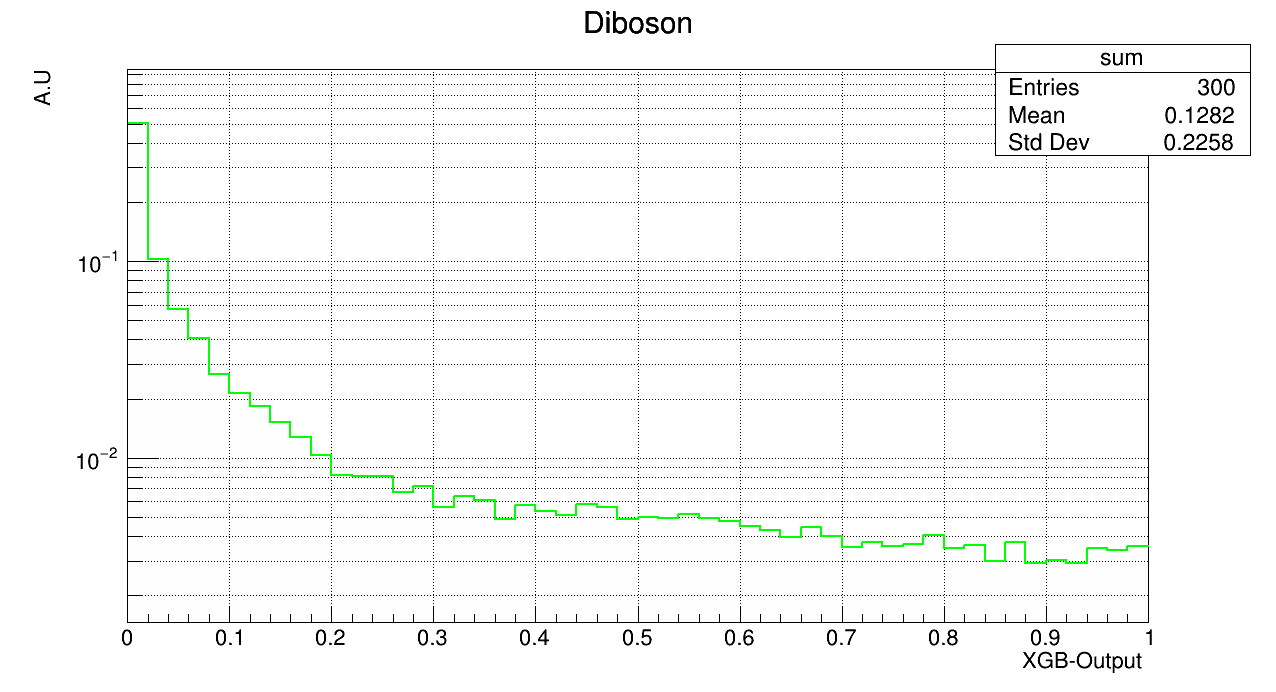 Diboson
A.U
sum
Entries 300
Mean 0.1282
Std Dev 0.2258
10⁻¹
10⁻²
0 0.1 0.2 0.3 0.4 0.5 0.6 0.7 0.8 0.9 1
XGB-Output